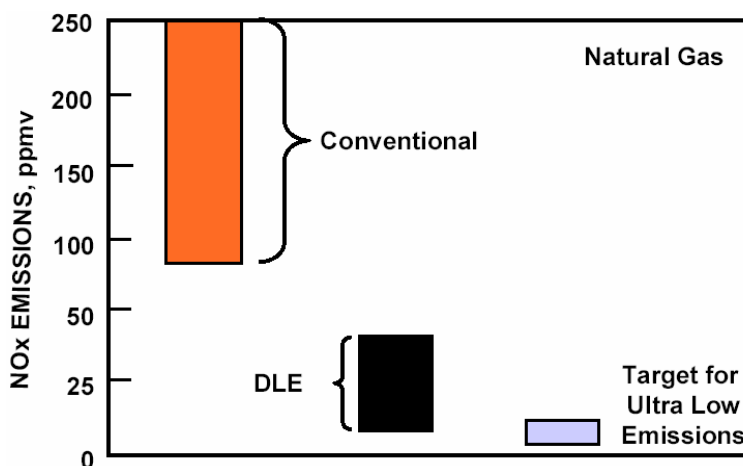 NOx EMISSIONS, ppmv
250
200
150
100
50
25
0
Natural Gas
Conventional
DLE
Target for
Ultra Low
Emissions